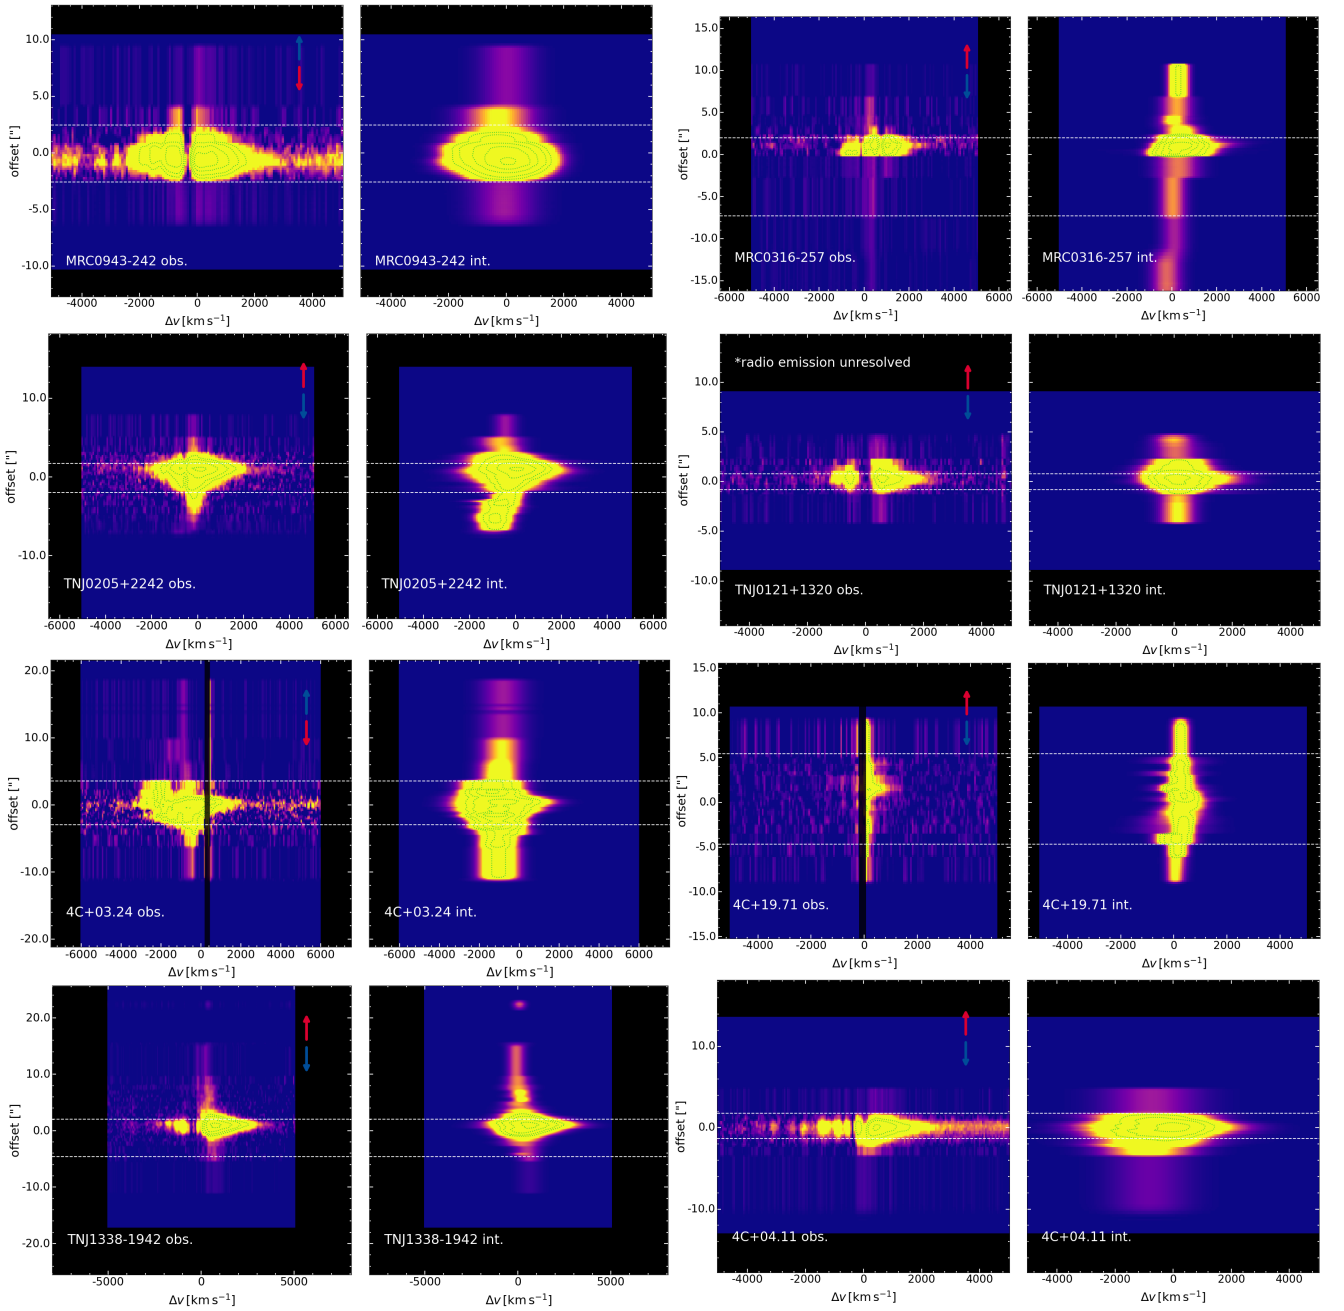 10.0
5.0
0.0
-5.0
-10.0
offset ["]
MRC0943-242 obs.
MRC0943-242 int.
-4000 -2000 0 2000 4000
-4000 -2000 0 2000 4000
Δv [km s⁻¹]
Δv [km s⁻¹]
15.0
10.0
5.0
0.0
-5.0
-10.0
-15.0
offset ["]
MRC0316-257 obs.
MRC0316-257 int.
-6000 -4000 -2000 0 2000 4000 6000
-6000 -4000 -2000 0 2000 4000 6000
Δv [km s⁻¹]
Δv [km s⁻¹]
10.0
0.0
-10.0
offset ["]
TNJ0205+2242 obs.
TNJ0205+2242 int.
-6000 -4000 -2000 0 2000 4000 6000
-6000 -4000 -2000 0 2000 4000 6000
Δv [km s⁻¹]
Δv [km s⁻¹]
*radio emission unresolved
10.0
5.0
0.0
-5.0
-10.0
offset ["]
TNJ0121+1320 obs.
TNJ0121+1320 int.
-4000 -2000 0 2000 4000
-4000 -2000 0 2000 4000
Δv [km s⁻¹]
Δv [km s⁻¹]
20.0
10.0
0.0
-10.0
-20.0
offset ["]
4C+03.24 obs.
4C+03.24 int.
-6000 -4000 -2000 0 2000 4000 6000
-6000 -4000 -2000 0 2000 4000 6000
Δv [km s⁻¹]
Δv [km s⁻¹]
15.0
10.0
5.0
0.0
-5.0
-10.0
-15.0
offset ["]
4C+19.71 obs.
4C+19.71 int.
-4000 -2000 0 2000 4000
-4000 -2000 0 2000 4000
Δv [km s⁻¹]
Δv [km s⁻¹]
20.0
10.0
0.0
-10.0
-20.0
offset ["]
TNJ1338-1942 obs.
TNJ1338-1942 int.
-5000 0 5000
-5000 0 5000
Δv [km s⁻¹]
Δv [km s⁻¹]
10.0
0.0
-10.0
offset ["]
4C+04.11 obs.
4C+04.11 int.
-4000 -2000 0 2000 4000
-4000 -2000 0 2000 4000
Δv [km s⁻¹]
Δv [km s⁻¹]